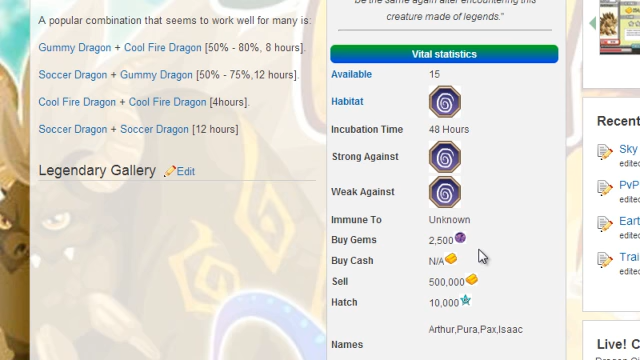 A popular combination that seems to work well for many is:
Gummy Dragon + Cool Fire Dragon [50% - 80%, 8 hours].
Soccer Dragon + Gummy Dragon [50% - 75%,12 hours].
Cool Fire Dragon + Cool Fire Dragon [4hours].
Soccer Dragon + Soccer Dragon [12 hours]
Legendary Gallery Edit
be the same again after encountering this
creature made of legends."
Vital statistics
Available 15
Habitat
Incubation Time 48 Hours
Strong Against
Weak Against
Immune To Unknown
Buy Gems 2,500
Buy Cash N/A
Sell 500,000
Hatch 10,000
Names Arthur,Pura,Pax,Isaac
Recent
Sky
edited
PvP
edited
Eart
edited
Trai
edited
Live! C